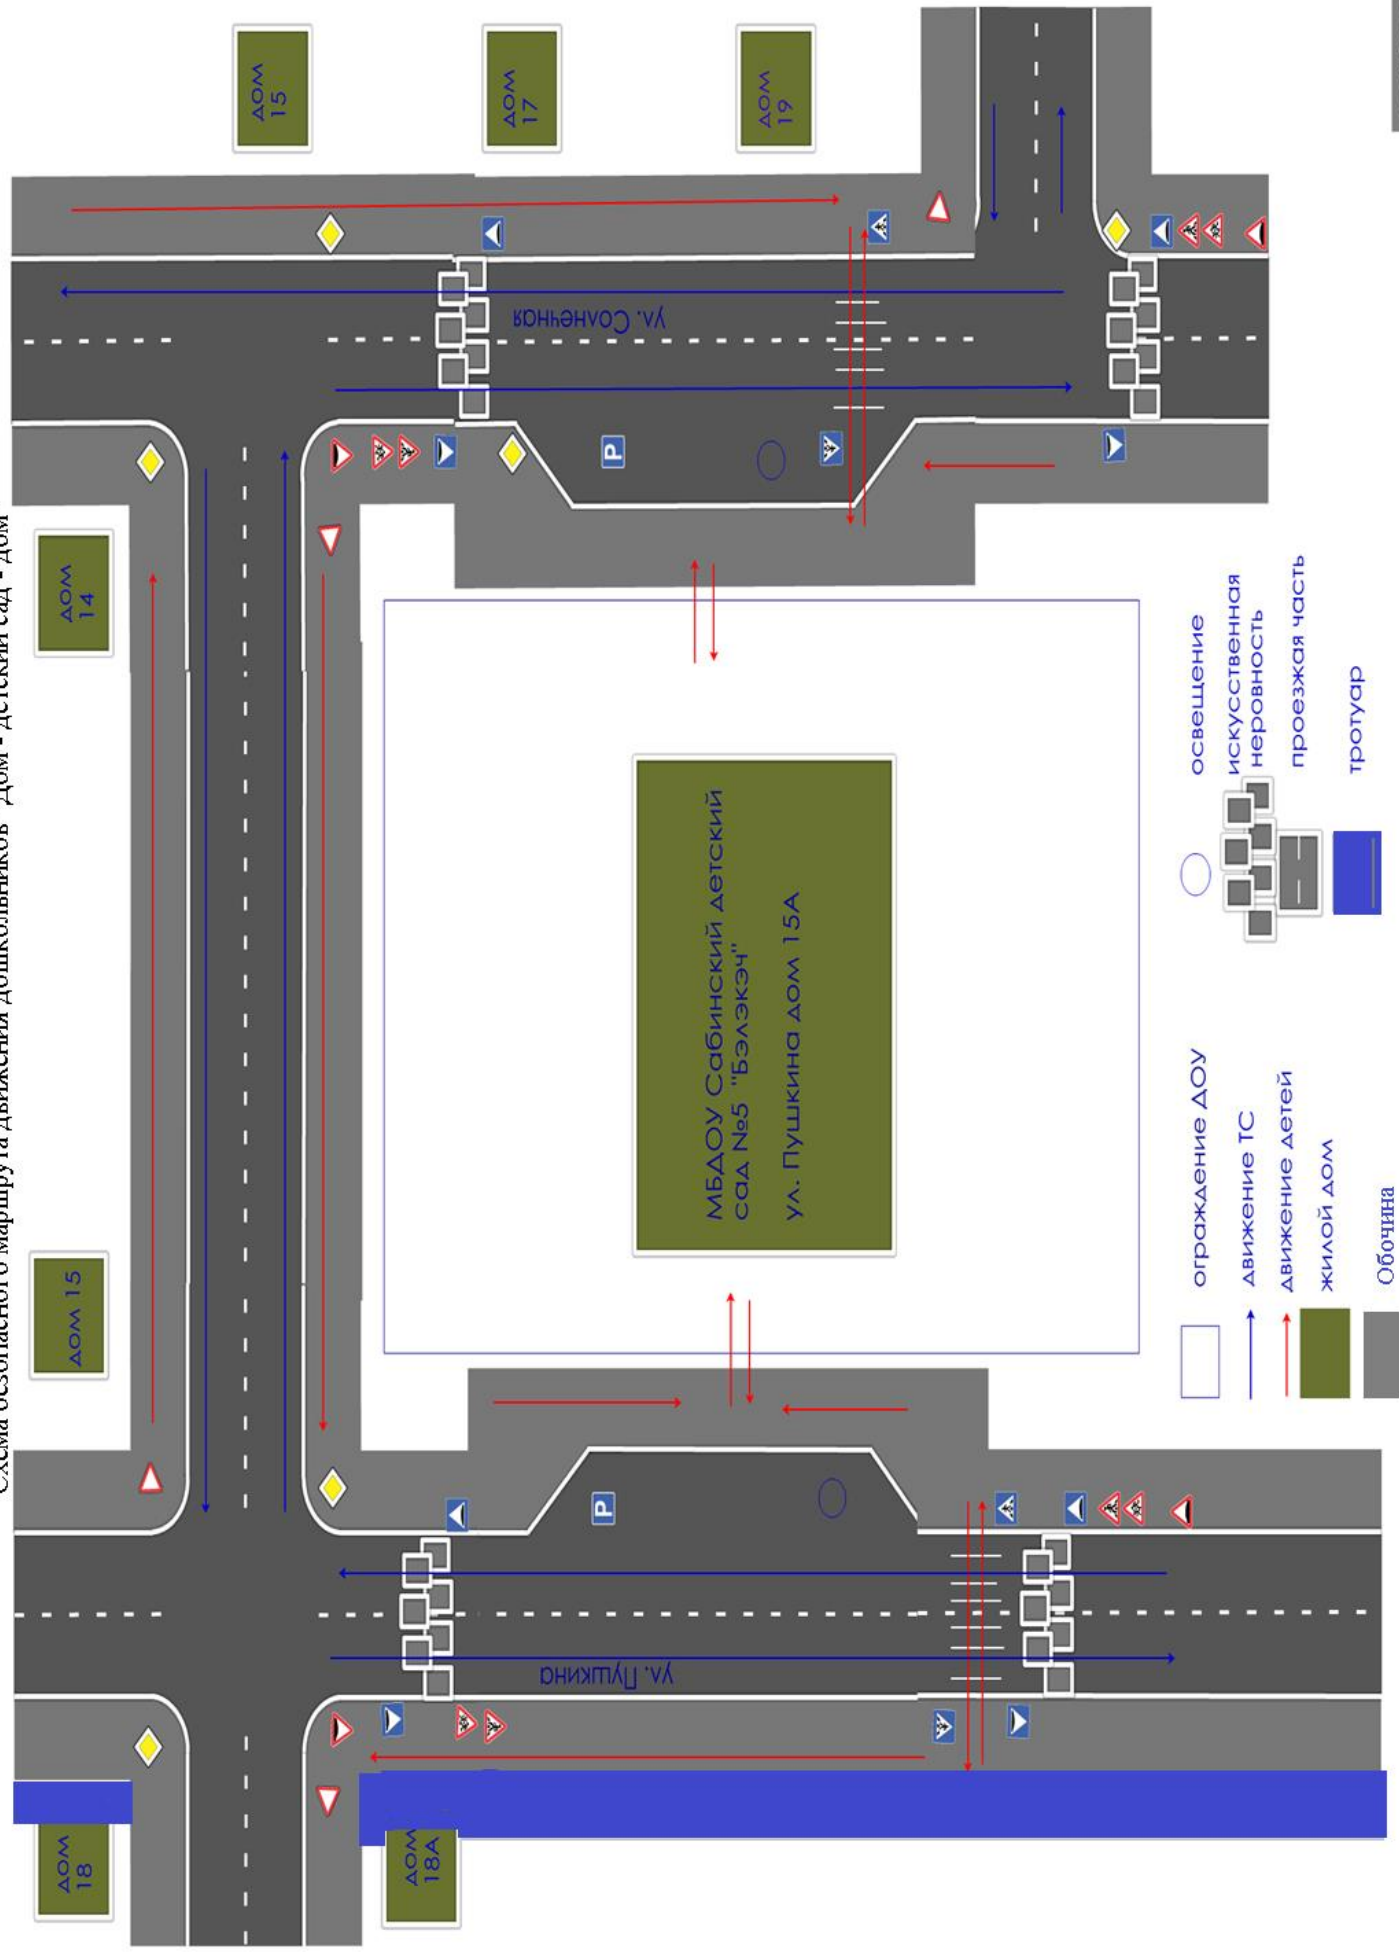 Схема безопасного маршрута движения дошкольников "Дом - детский сад - дом
ДОМ
18
ДОМ 15
ДОМ
14
ДОМ
15
ДОМ
17
ДОМ
19
ДОМ
18А
ул. Пушкина
ул. Солнечная
P
P
МБДОУ Сабинский детский
сад №5 "Бэлэкэч"
ул. Пушкина дом 15А
ограждение ДОУ
движение ТС
движение детей
жилой дом
Обочина
освещение
искусственная
неровность
проезжая часть
тротуар